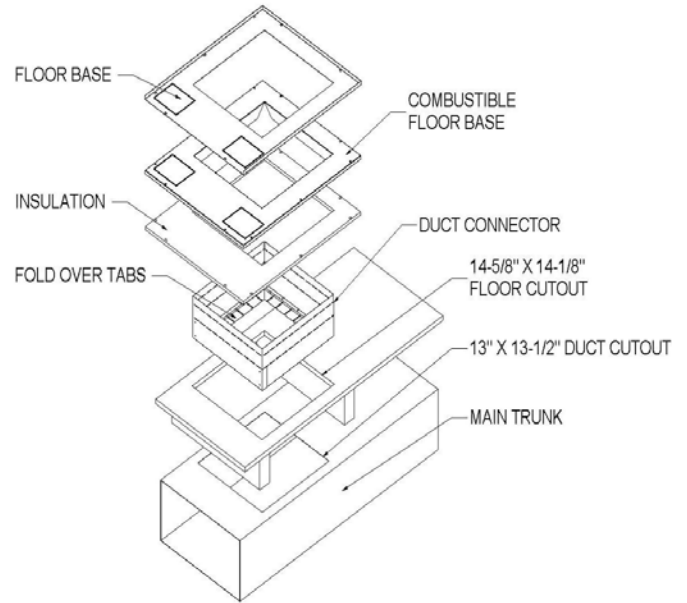 FLOOR BASE
COMBUSTIBLE
FLOOR BASE
INSULATION
DUCT CONNECTOR
14-5/8" X 14-1/8"
FLOOR CUTOUT
FOLD OVER TABS
13" X 13-1/2" DUCT CUTOUT
MAIN TRUNK